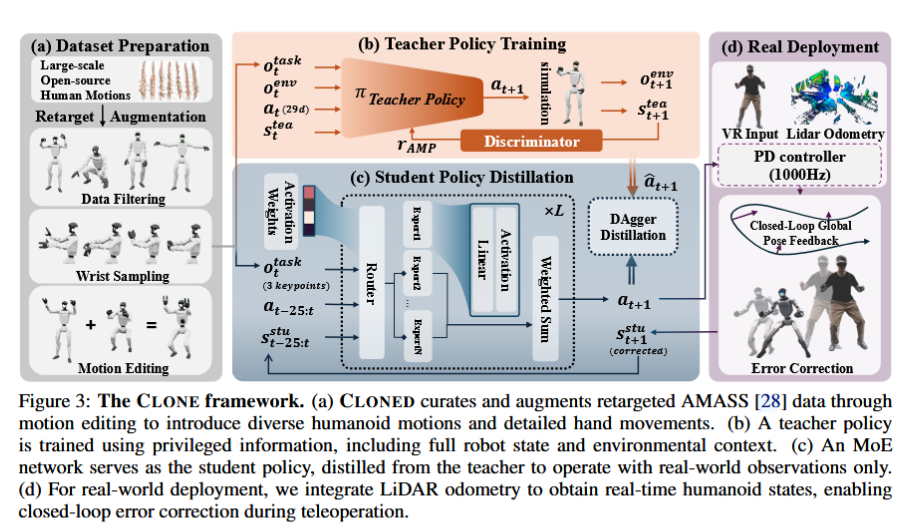 (a) Dataset Preparation
Large-scale
Open-source
Human Motions
Retarget Augmentation
Data Filtering
Wrist Sampling
Motion Editing
(b) Teacher Policy Training
o_t^task
o_t^env
a_t (29d)
s_t^tea
π Teacher Policy
a_{t+1}
simulation
o_{t+1}^env
s_{t+1}^tea
r_AMP
Discriminator
(c) Student Policy Distillation
Activation
Weights
o_t^task
(3 keypoints)
a_{t-25:t}
s_{t-25:t}^stu
Router
Expert1
Expert2
...
ExpertN
Linear
Activation
×L
Weighted Sum
â_{t+1}
DAgger
Distillation
a_{t+1}
s_{t+1}^stu
(corrected)
(d) Real Deployment
VR Input Lidar Odometry
PD controller
(1000Hz)
Closed-Loop Global
Pose Feedback
Error Correction
Figure 3: The CLONE framework. (a) CLONED curates and augments retargeted AMASS [28] data through
motion editing to introduce diverse humanoid motions and detailed hand movements. (b) A teacher policy
is trained using privileged information, including full robot state and environmental context. (c) An MoE
network serves as the student policy, distilled from the teacher to operate with real-world observations only.
(d) For real-world deployment, we integrate LiDAR odometry to obtain real-time humanoid states, enabling
closed-loop error correction during teleoperation.